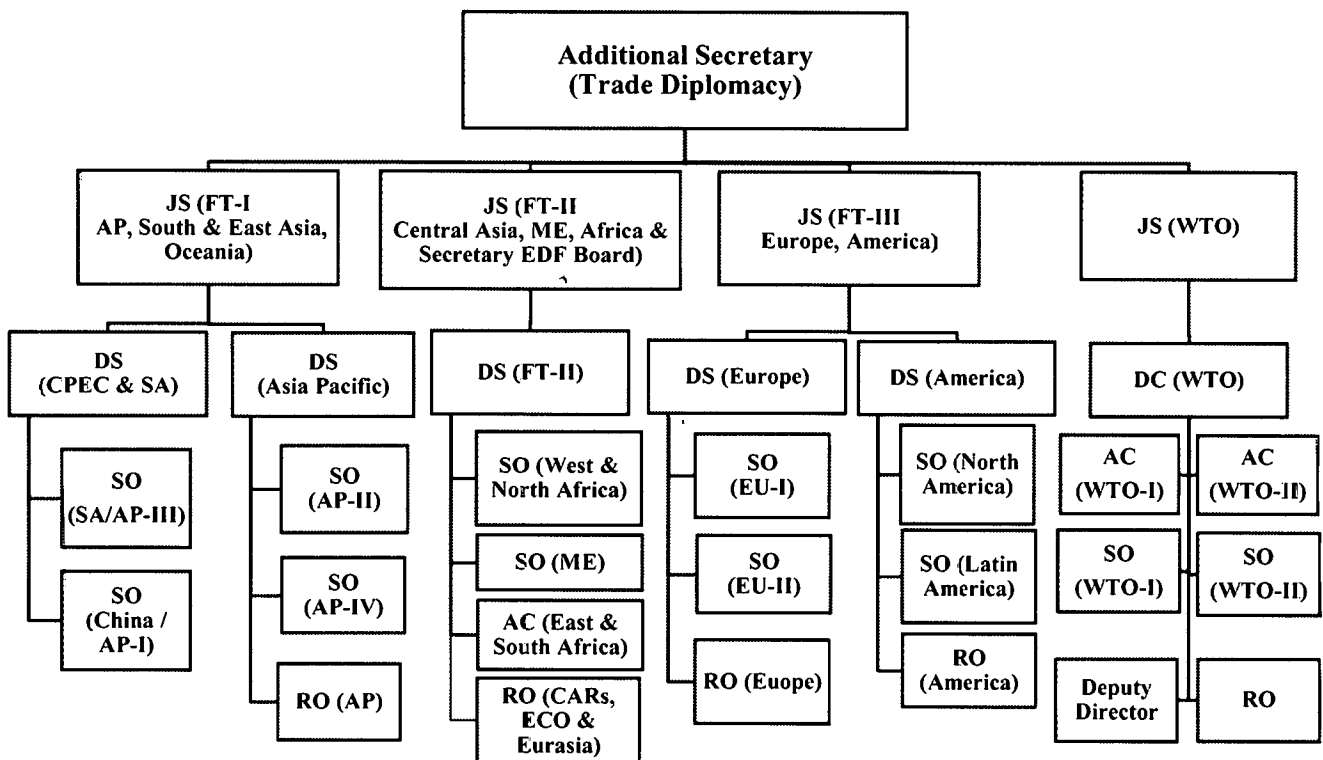 Additional Secretary
(Trade Diplomacy)
JS (FT-I
AP, South & East Asia,
Oceania)
JS (FT-II
Central Asia, ME, Africa &
Secretary EDF Board)
JS (FT-III
Europe, America)
JS (WTO)
DS
(CPEC & SA)
DS
(Asia Pacific)
DS (FT-II)
DS (Europe)
DS (America)
DC (WTO)
SO
(SA/AP-III)
SO
(China /
AP-I)
SO
(AP-II)
SO
(AP-IV)
RO (AP)
SO (West &
North Africa)
SO (ME)
AC (East &
South Africa)
RO (CARs,
ECO &
Eurasia)
SO
(EU-I)
SO
(EU-II)
RO (Euope)
SO (North
America)
SO (Latin
America)
RO
(America)
AC
(WTO-I)
AC
(WTO-II)
SO
(WTO-I)
SO
(WTO-II)
Deputy
Director
RO